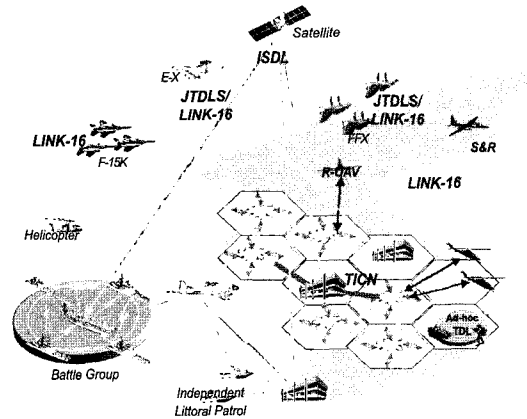 Satellite
ISDL
E-X
JTDLS/
LINK-16
JTDLS/
LINK-16
FFX
LINK-16
F-15K
S&R
R-UAV
LINK-16
Helicopter
TICN
Ad-hoc
TDL
Battle Group
Independent
Littoral Patrol